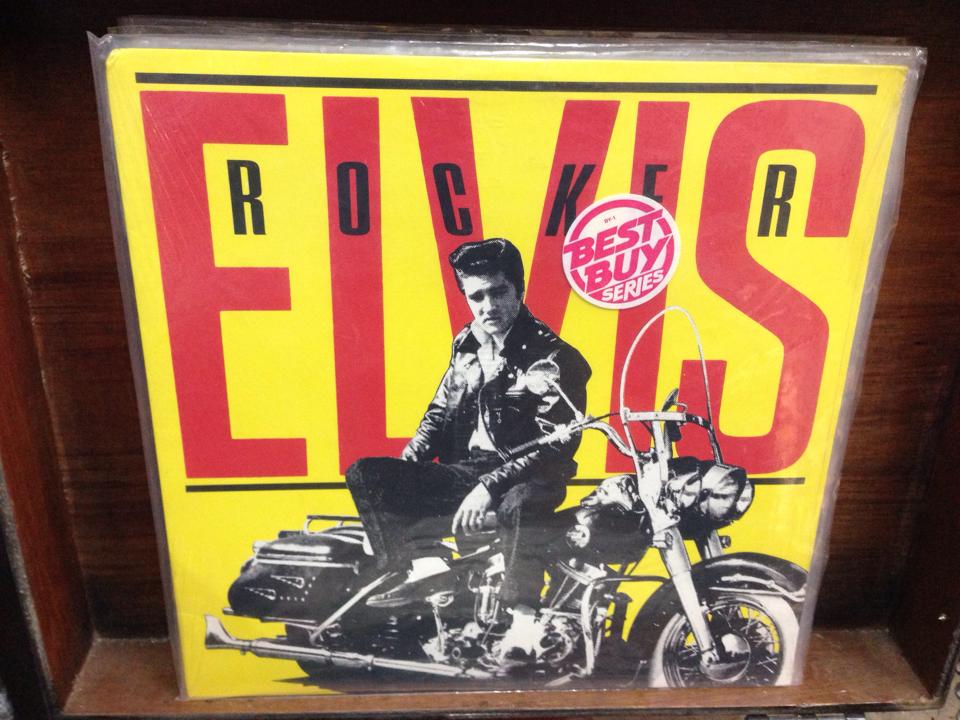 ELVIS
ROCKER
BY-1
BEST
BUY
SERIES